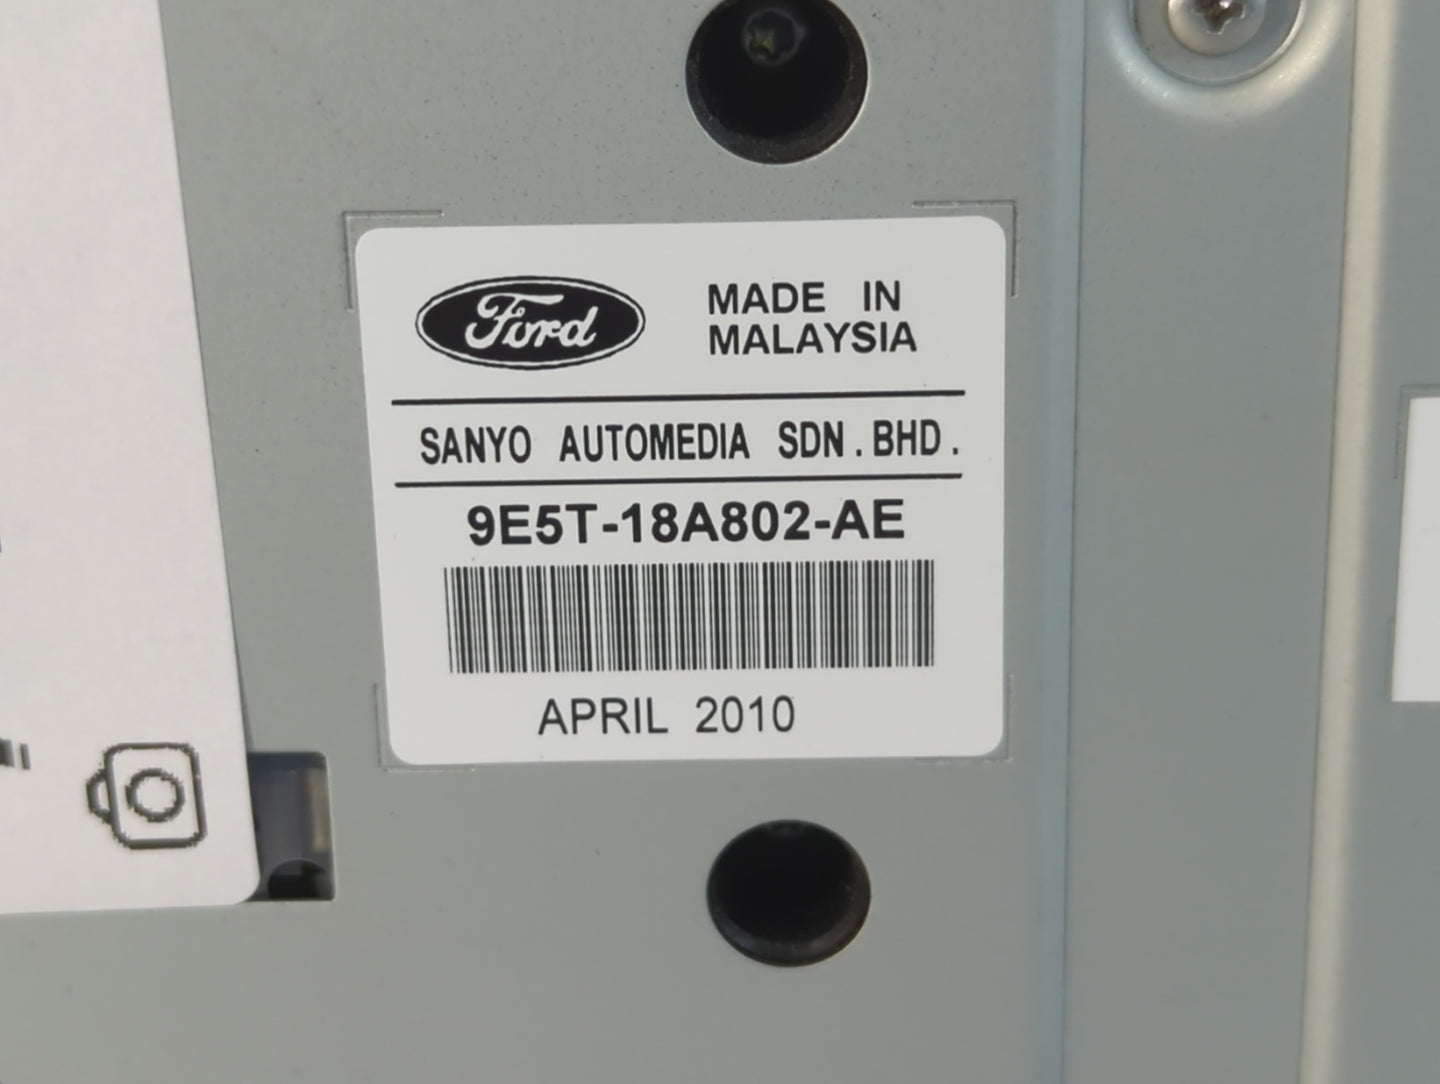 Ford
MADE IN
MALAYSIA
SANYO AUTOMEDIA SDN. BHD.
9E5T-18A802-AE
APRIL 2010